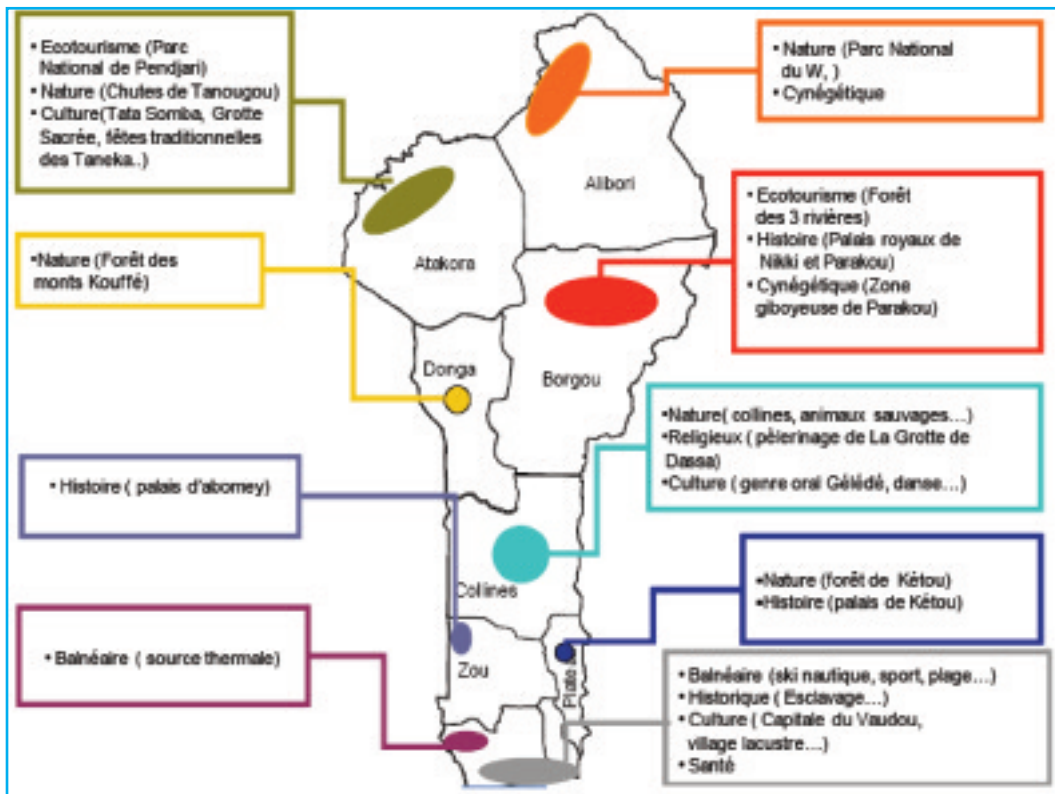 • Ecotourisme (Parc
National de Pendjari)
• Nature (Chutes de Tanougou)
• Culture(Tata Somba, Grotte
Sacrée, fêtes traditionnelles
des Taneka..)
• Nature (Parc National
du W, )
• Cynégétique
Alibori
• Ecotourisme (Forêt
des 3 rivières)
• Histoire (Palais royaux de
Nikki et Parakou)
• Cynégétique (Zone
giboyeuse de Parakou)
Atakora
•Nature (Forêt des
monts Kouffé)
Donga
Borgou
•Nature( collines, animaux sauvages...)
•Religieux ( pèlerinage de La Grotte de
Dassa)
•Culture ( genre oral Gélédé, danse...)
• Histoire ( palais d'abomey)
Collines
•Nature (forêt de Kétou)
•Histoire (palais de Kétou)
• Balnéaire ( source thermale)
Zou
Plate
• Balnéaire (ski nautique, sport, plage...)
• Historique ( Esclavage...)
• Culture ( Capitale du Vaudou,
village lacustre...)
• Santé